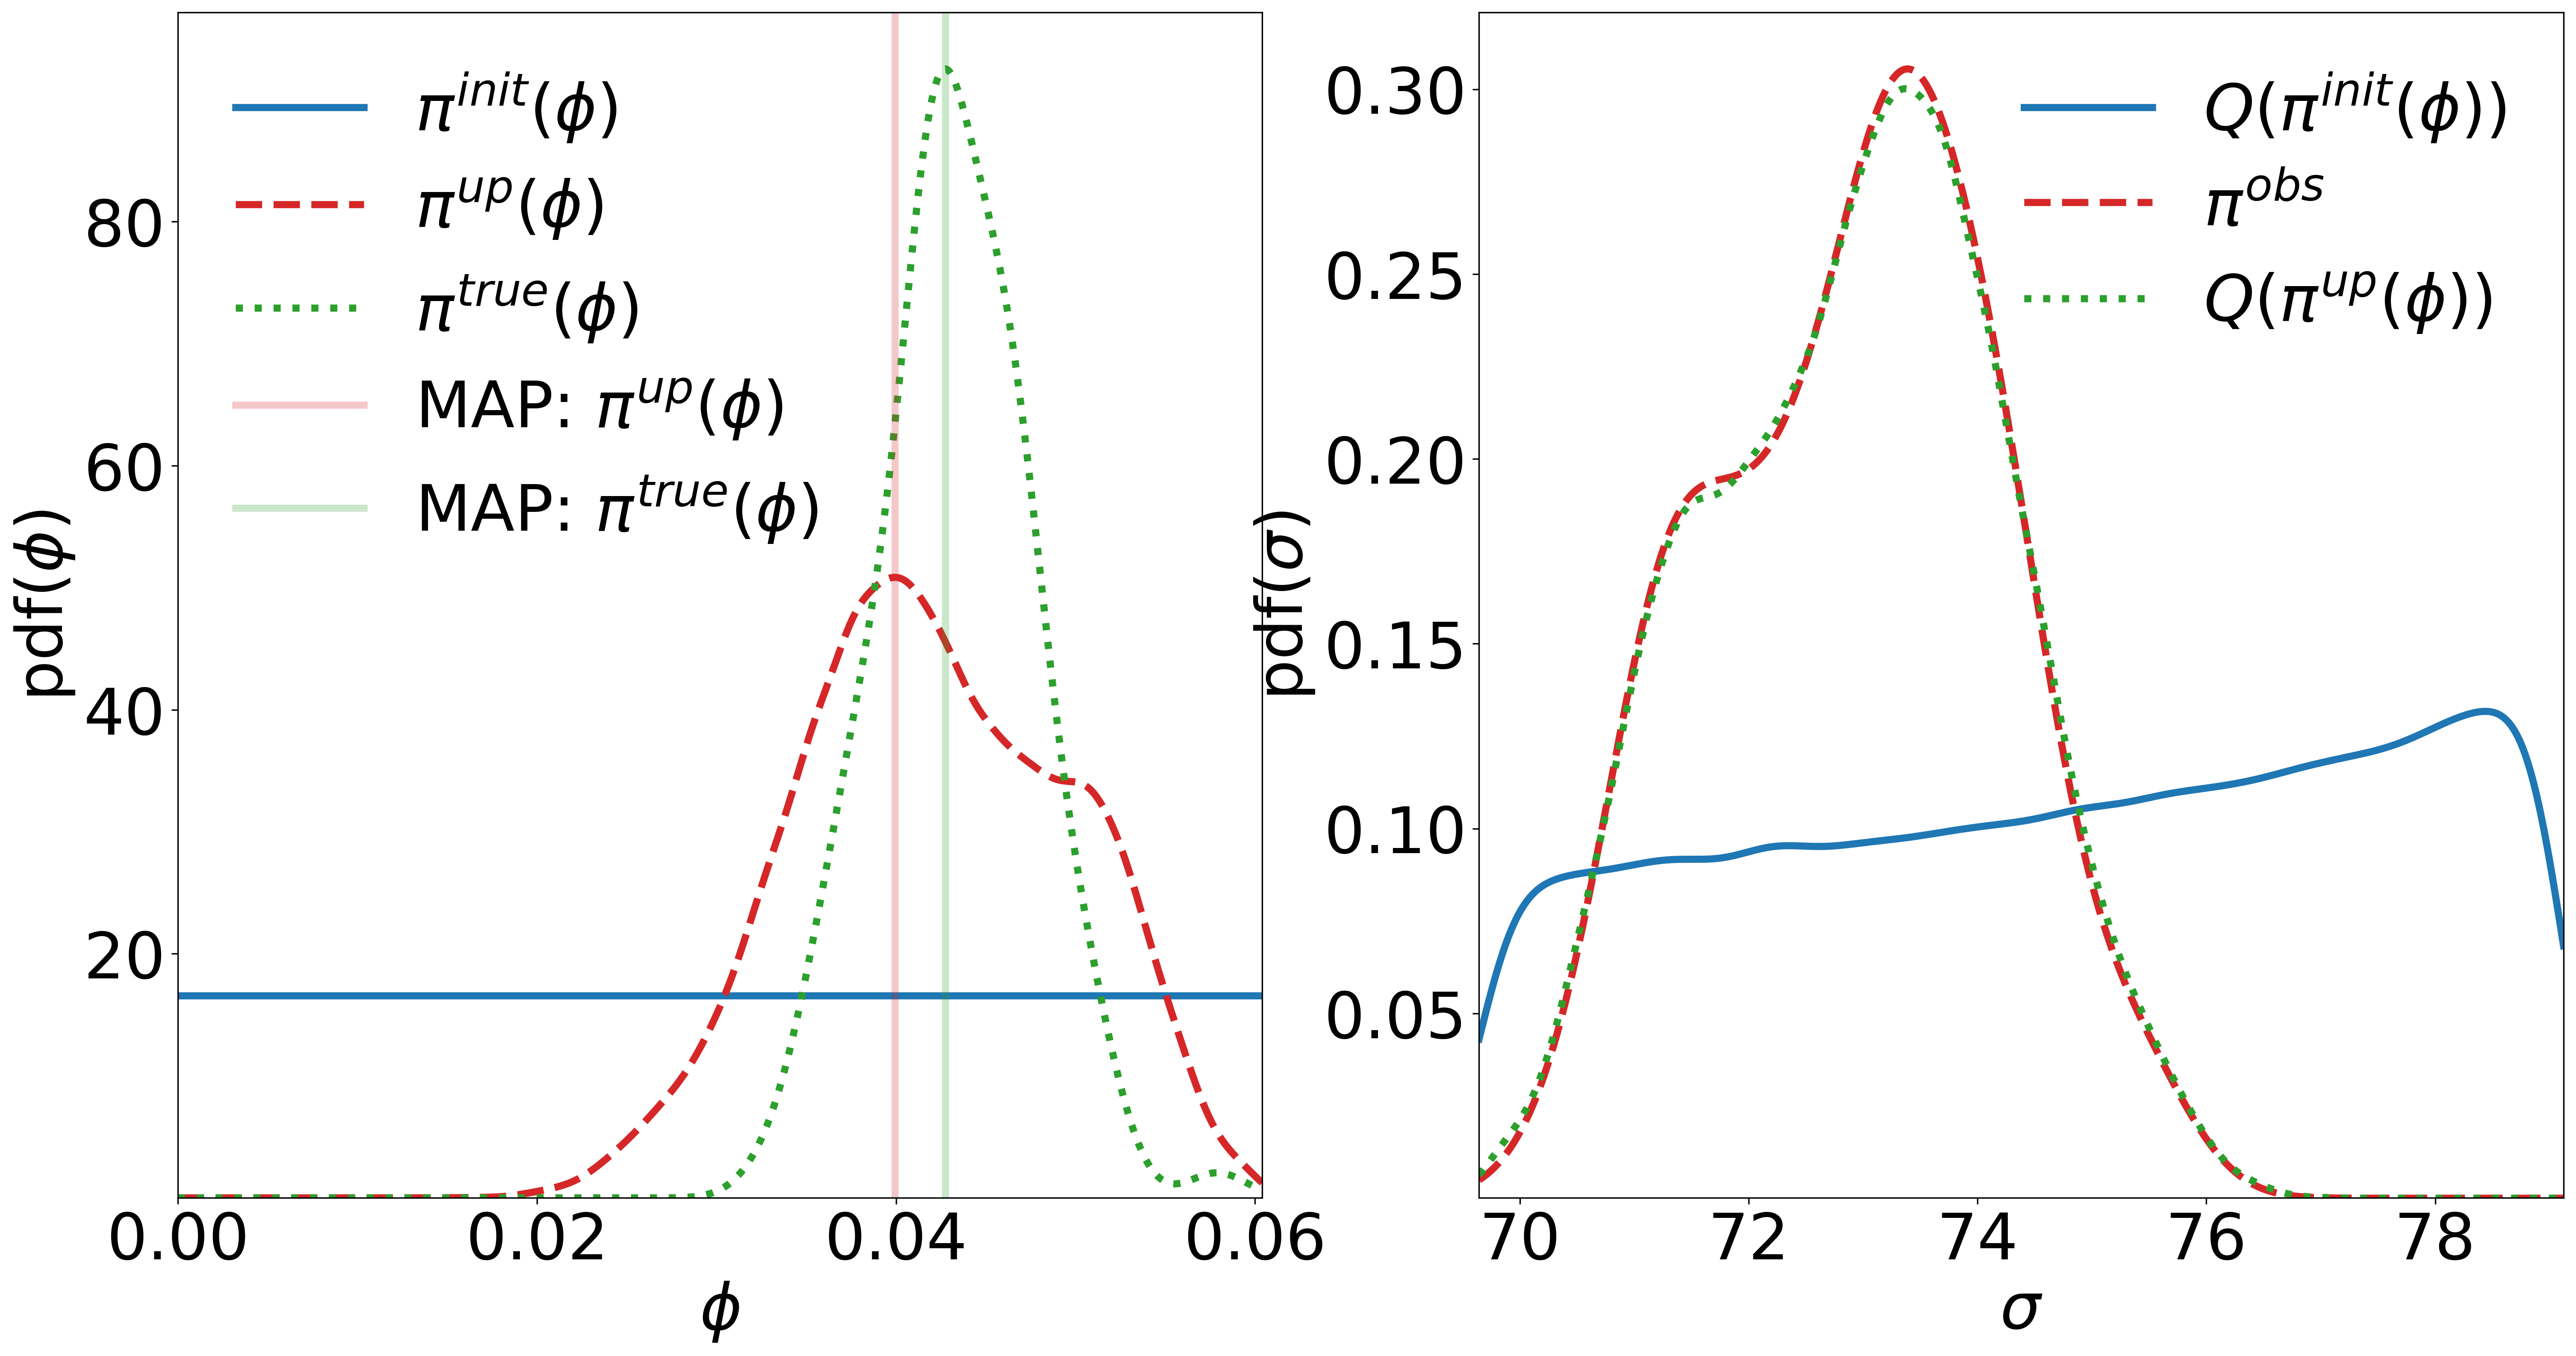 π^{init}(ϕ)
π^{up}(ϕ)
π^{true}(ϕ)
MAP: π^{up}(ϕ)
MAP: π^{true}(ϕ)
80
60
40
20
pdf(ϕ)
0.00 0.02 0.04 0.06
ϕ
Q(π^{init}(ϕ))
π^{obs}
Q(π^{up}(ϕ))
0.30
0.25
0.20
0.15
0.10
0.05
pdf(σ)
70 72 74 76 78
σ